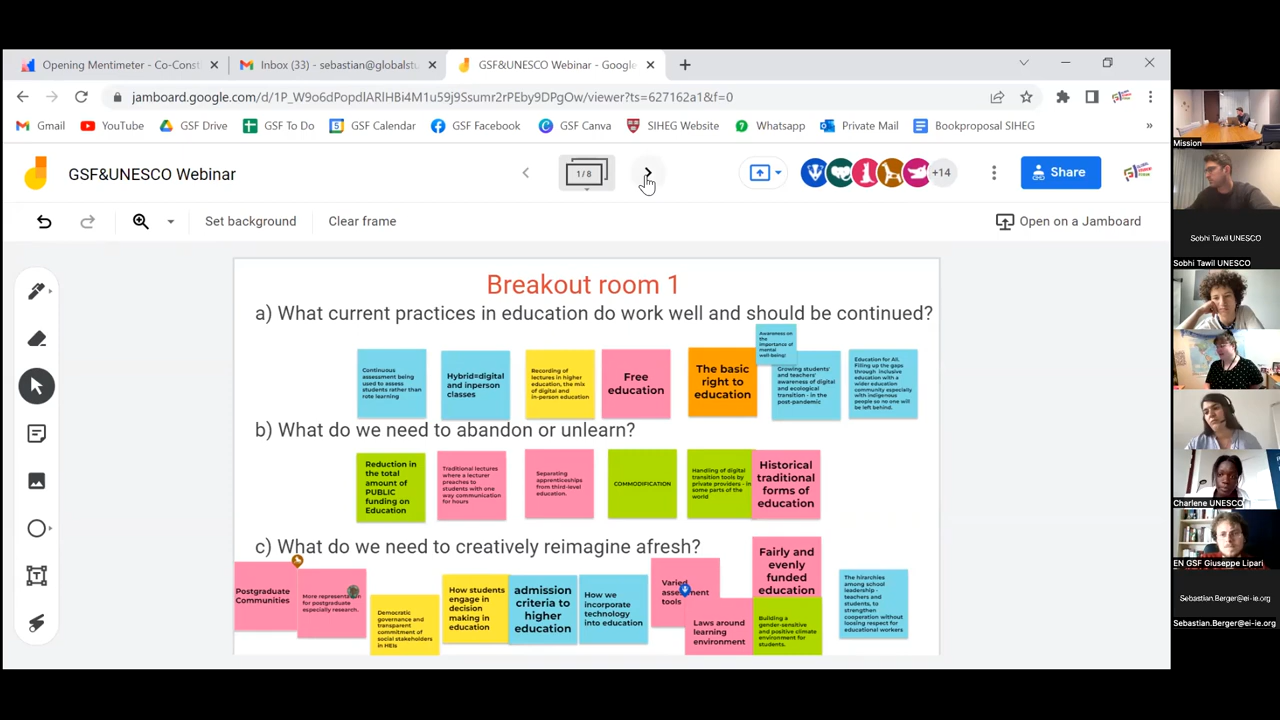 Opening Mentimeter - Co-Const
Inbox (33) - sebastian@globalstu
GSF&UNESCO Webinar - Google
jamboard.google.com/d/1P_W9o6dPopdlARlHBi4M1u59j9Ssumr2rPEby9DPgOw/viewer?ts=627162a1&f=0
Gmail
YouTube
GSF Drive
GSF To Do
GSF Calendar
GSF Facebook
GSF Canva
SIHEG Website
Whatsapp
Private Mail
Bookproposal SIHEG
GSF&UNESCO Webinar
1/8
+14
Share
Set background
Clear frame
Open on a Jamboard
Breakout room 1
a) What current practices in education do work well and should be continued?
Continuous
assessment being
used to assess
students rather than
rote learning
Hybrid=digital
and inperson
classes
Recording of
lectures in higher
education, the mix
of digital and
in-person education
Free
education
The basic
right to
education
Awareness on
the
importance of
mental
well-being!
Growing students'
and teachers'
awareness of digital
and ecological
transition - in the
post-pandemic
Education for All.
Filling up the gaps
through inclusive
education with a
wider education
community especially
with indigenous
people so no one will
be left behind.
b) What do we need to abandon or unlearn?
Reduction in
the total
amount of
PUBLIC
funding on
Education
Traditional lectures
where a lecturer
preaches to
students with one
way communication
for hours
Separating
apprenticeships
from third-level
education.
COMMODIFICATION
Handling of digital
transition tools by
private providers - in
some parts of the
world
Historical
traditional
forms of
education
c) What do we need to creatively reimagine afresh?
Postgraduate
Communities
More
for postgraduate
especially research.
Democratic
governance and
transparent
commitment of
social stakeholders
in HEIs
How students
engage in
decision
making in
education
admission
criteria to
higher
education
How we
incorporate
technology
into education
Varied
assessment
tools
Laws around
learning
environment
Fairly and
evenly
funded
education
Building a
gender-sensitive
and positive climate
environment for
students.
The hirarchies
among school
leadership -
teachers and
students, to
strengthen
cooperation without
loosing respect for
educational workers
Mission
Sobhi Tawil UNESCO
Sobhi Tawil UNESCO
Charlene UNESCO
EN GSF Giuseppe Lipari
Sebastian.Berger@ei-ie.org
Sebastian.Berger@ei-ie.org